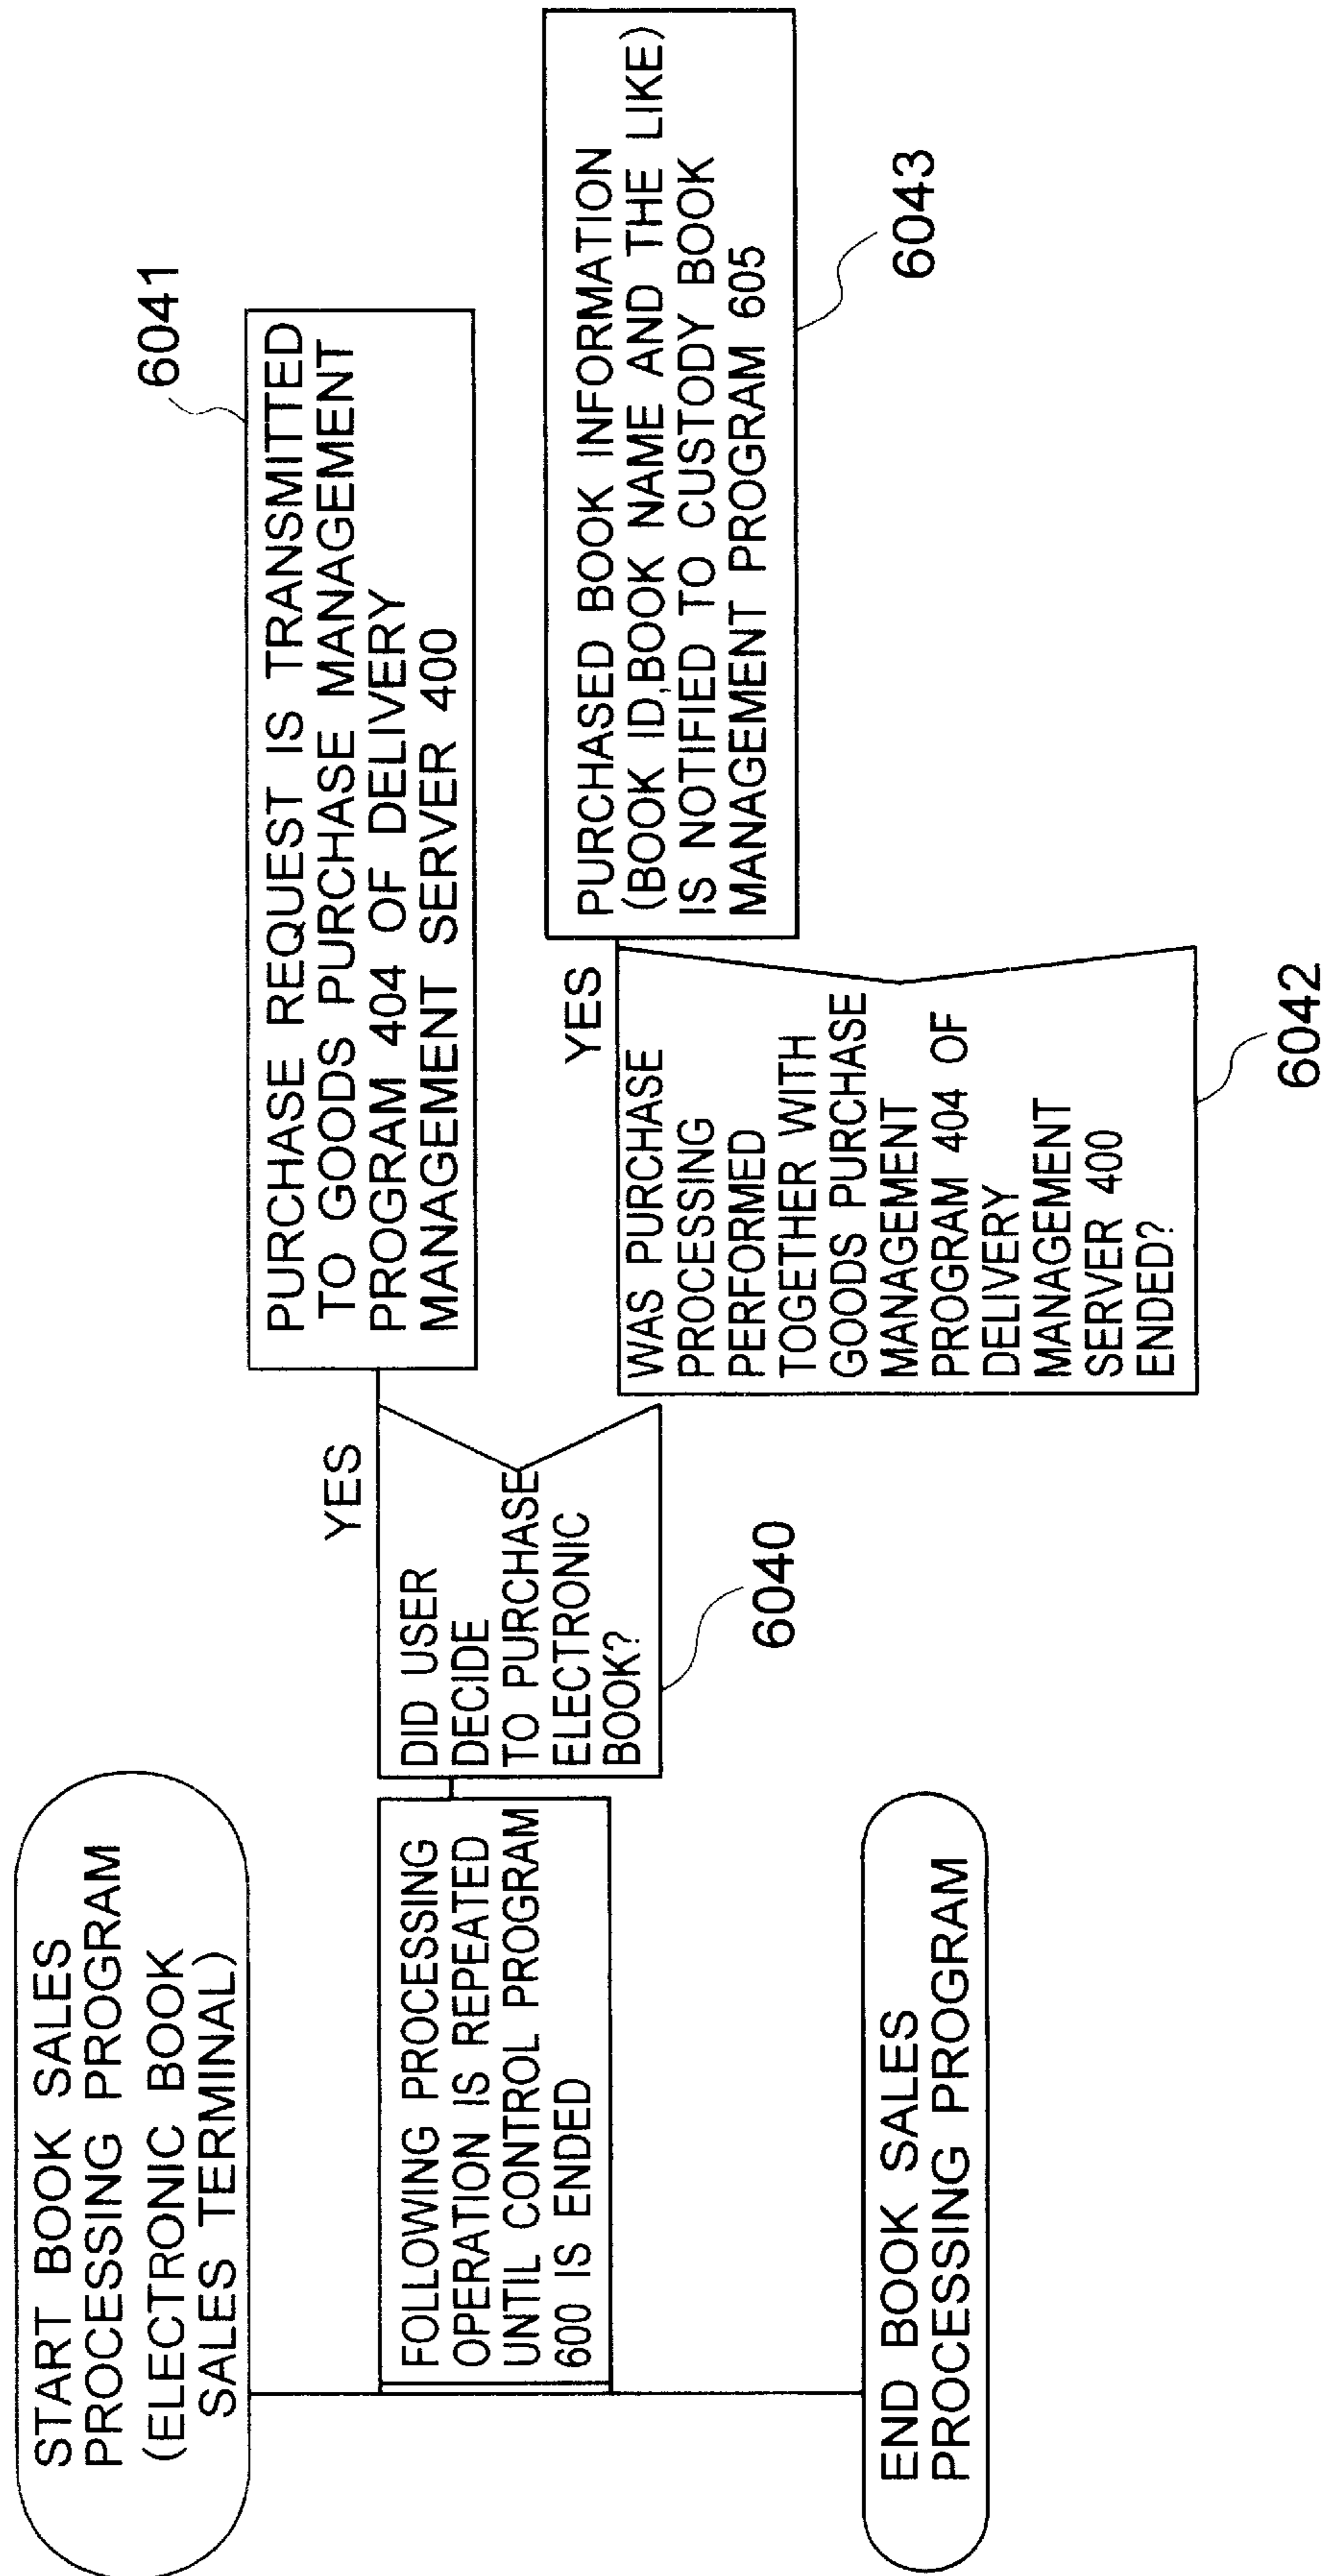 START BOOK SALES
PROCESSING PROGRAM
(ELECTRONIC BOOK
SALES TERMINAL)
FOLLOWING PROCESSING
OPERATION IS REPEATED
UNTIL CONTROL PROGRAM
600 IS ENDED
DID USER
DECIDE
TO PURCHASE
ELECTRONIC
BOOK?
6040
YES
PURCHASE REQUEST IS TRANSMITTED
TO GOODS PURCHASE MANAGEMENT
PROGRAM 404 OF DELIVERY
MANAGEMENT SERVER 400
6041
WAS PURCHASE
PROCESSING
PERFORMED
TOGETHER WITH
GOODS PURCHASE
MANAGEMENT
PROGRAM 404 OF
DELIVERY
MANAGEMENT
SERVER 400
ENDED?
6042
YES
PURCHASED BOOK INFORMATION
(BOOK ID,BOOK NAME AND THE LIKE)
IS NOTIFIED TO CUSTODY BOOK
MANAGEMENT PROGRAM 605
6043
END BOOK SALES
PROCESSING PROGRAM